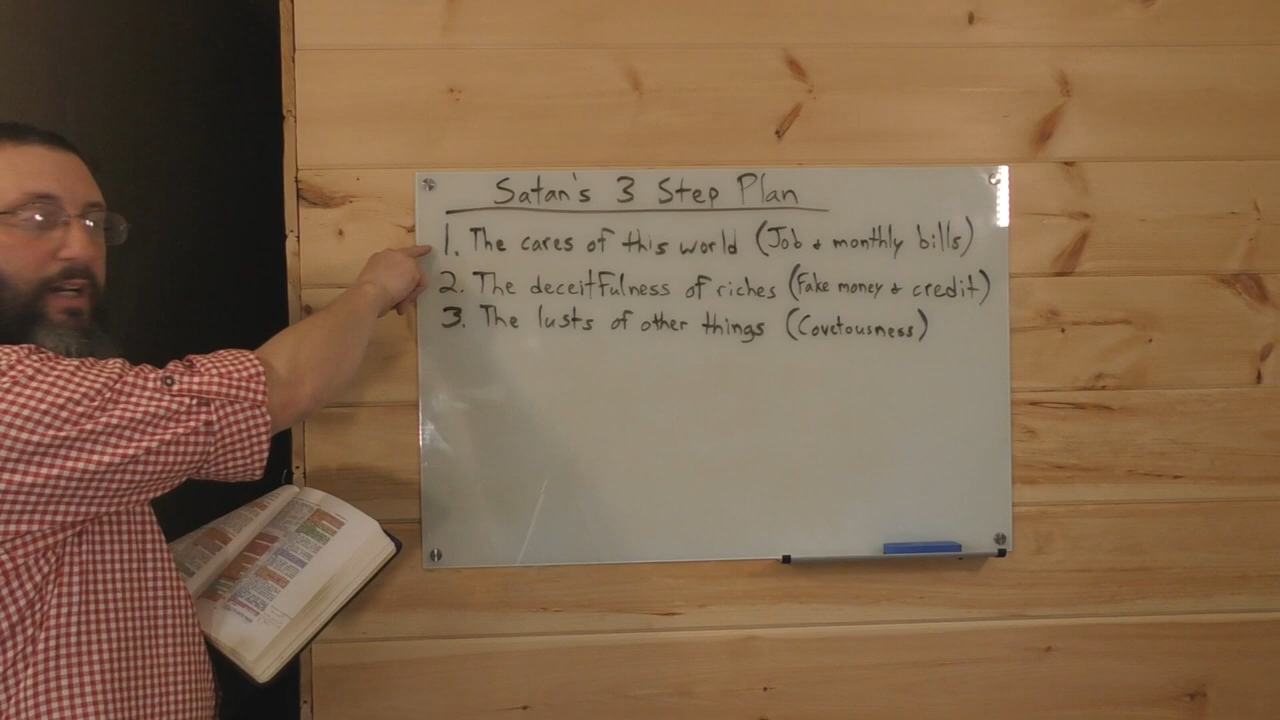 Satan's 3 Step Plan
1. The cares of this world (Job & monthly bills)
2. The deceitfulness of riches (Fake money & credit)
3. The lusts of other things (Covetousness)